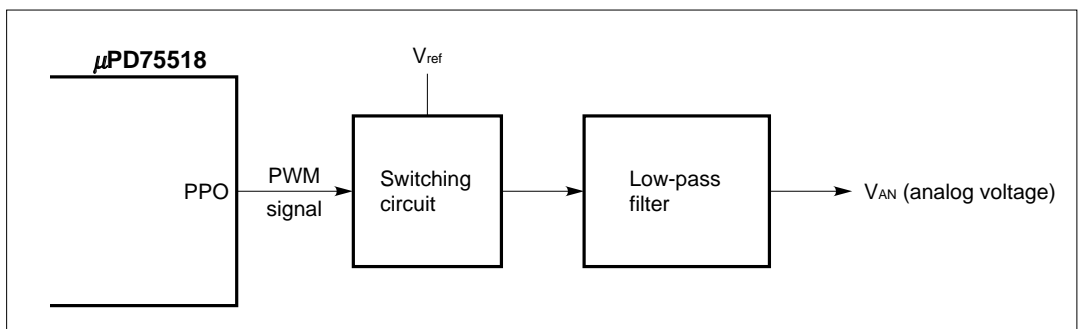 μPD75518
Vref
PPO
PWM
signal
Switching
circuit
Low-pass
filter
VAN (analog voltage)